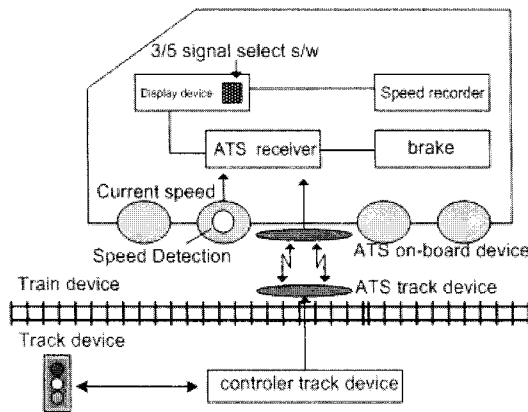 3/5 signal select s/w
Display device
Speed recorder
ATS receiver
brake
Current speed
Speed Detection
ATS on-board device
Train device
ATS track device
Track device
controler track device